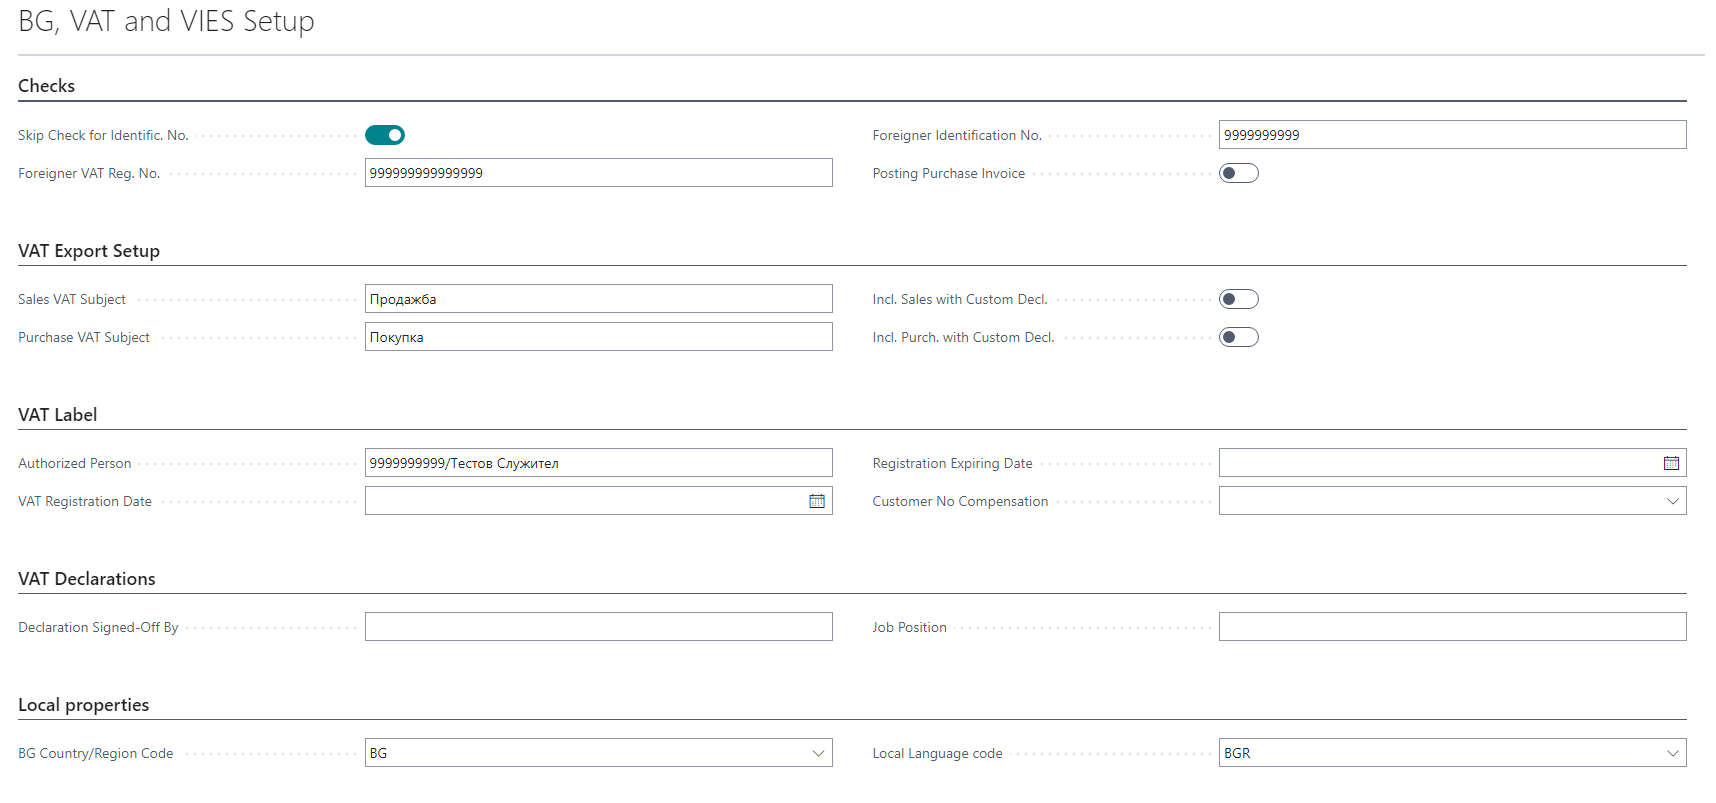 BG, VAT and VIES Setup
Checks
Skip Check for Identific. No.
Foreigner Identification No. 9999999999
Foreigner VAT Reg. No. 999999999999999
Posting Purchase Invoice
VAT Export Setup
Sales VAT Subject Продажба
Incl. Sales with Custom Decl.
Purchase VAT Subject Покупка
Incl. Purch. with Custom Decl.
VAT Label
Authorized Person 9999999999/Тестов Служител
Registration Expiring Date
VAT Registration Date
Customer No Compensation
VAT Declarations
Declaration Signed-Off By
Job Position
Local properties
BG Country/Region Code BG
Local Language code BGR